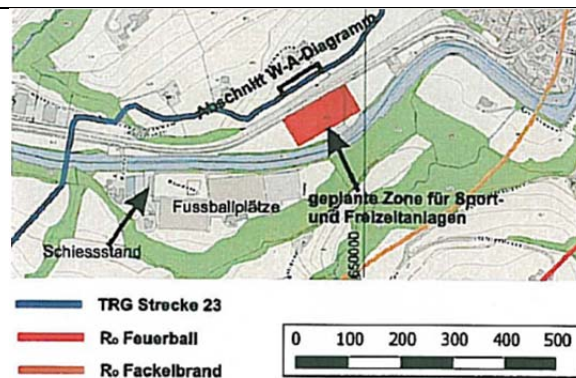 Abschnitt W-A-Diagramm
geplante Zone für Sport-
und Freizeitanlagen
Fussballplätze
Schiessstand
650000
TRG Strecke 23
R₀ Feuerball
R₀ Fackelbrand
0 100 200 300 400 500